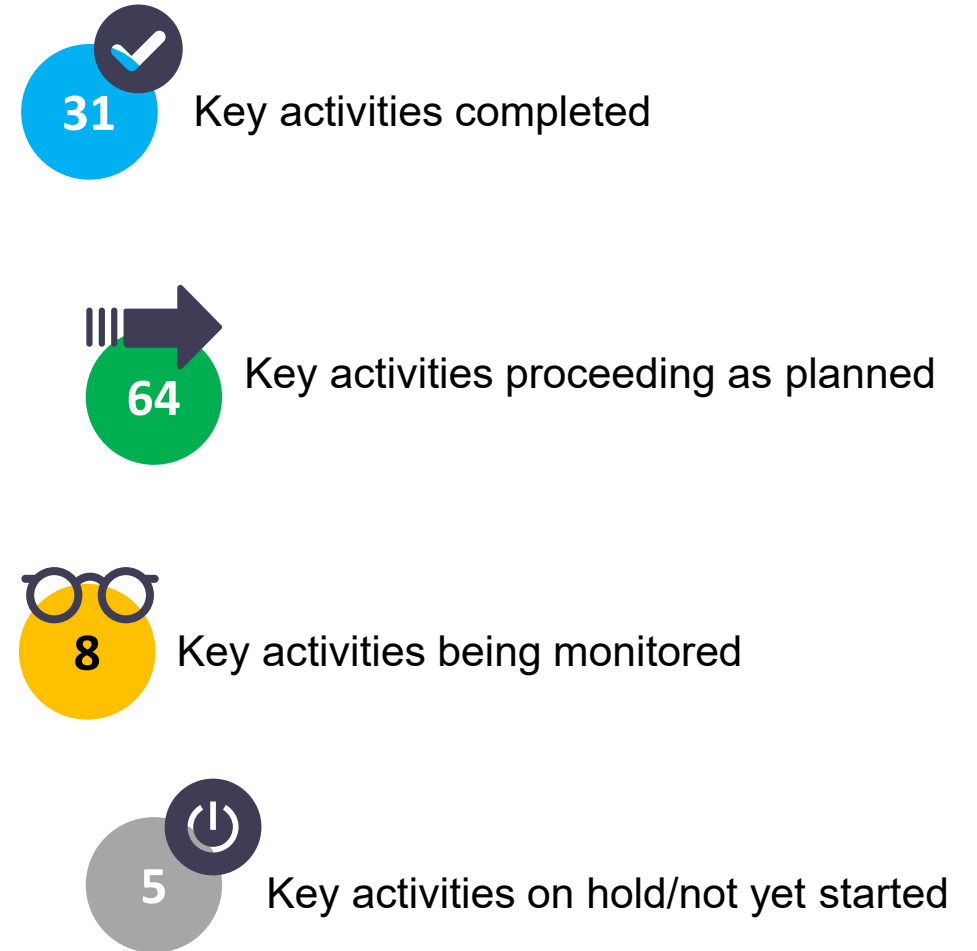 31
Key activities completed
64
Key activities proceeding as planned
8
Key activities being monitored
5
Key activities on hold/not yet started